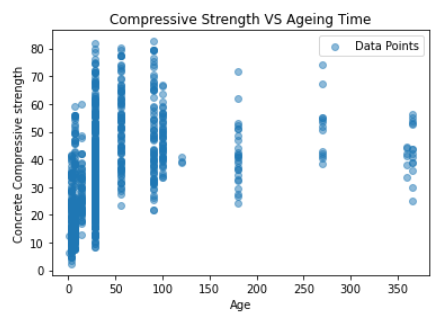 Compressive Strength VS Ageing Time
Data Points
Concrete Compressive strength
80
70
60
50
40
30
20
10
0
0 50 100 150 200 250 300 350
Age